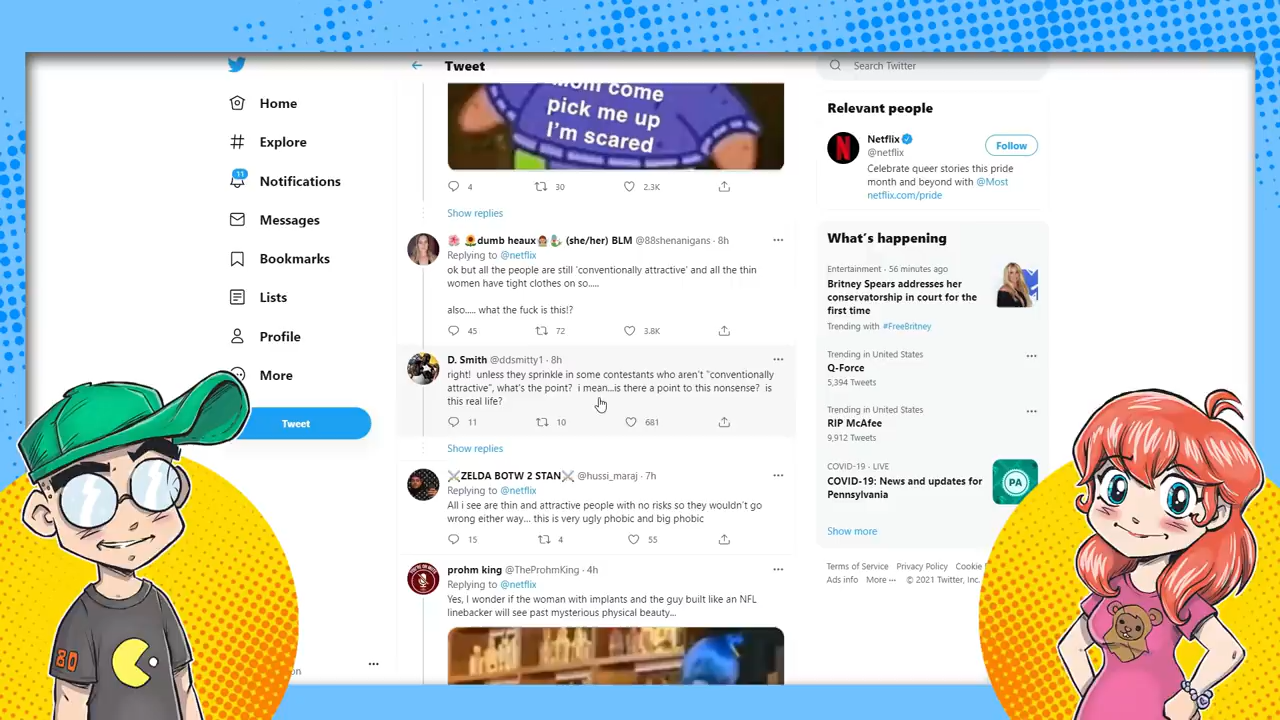 Tweet
Search Twitter
Home
Explore
11
Notifications
Messages
Bookmarks
Lists
Profile
More
Tweet
mom come
pick me up
I'm scared
4 30 2.3K
Show replies
dumb heaux (she/her) BLM @88shenanigans · 8h
Replying to @netflix
ok but all the people are still 'conventionally attractive' and all the thin
women have tight clothes on so.....
also..... what the fuck is this!?
45 72 3.8K
D. Smith @ddsmitty1 · 8h
right! unless they sprinkle in some contestants who aren't "conventionally
attractive", what's the point? i mean...is there a point to this nonsense? is
this real life?
11 10 681
Show replies
⚔ZELDA BOTW 2 STAN⚔ @hussi_maraj · 7h
Replying to @netflix
All i see are thin and attractive people with no risks so they wouldn't go
wrong either way... this is very ugly phobic and big phobic
15 4 55
prohm king @TheProhmKing · 4h
Replying to @netflix
Yes, I wonder if the woman with implants and the guy built like an NFL
linebacker will see past mysterious physical beauty...
Relevant people
N
Netflix
@netflix
Follow
Celebrate queer stories this pride
month and beyond with @Most
netflix.com/pride
What's happening
Entertainment · 56 minutes ago
Britney Spears addresses her
conservatorship in court for the
first time
Trending with #FreeBritney
Trending in United States
Q-Force
5,394 Tweets
Trending in United States
RIP McAfee
9,912 Tweets
COVID-19 · LIVE
COVID-19: News and updates for
Pennsylvania
PA
Show more
Terms of Service Privacy Policy Cookie
Ads info More ··· © 2021 Twitter, Inc.
80
on